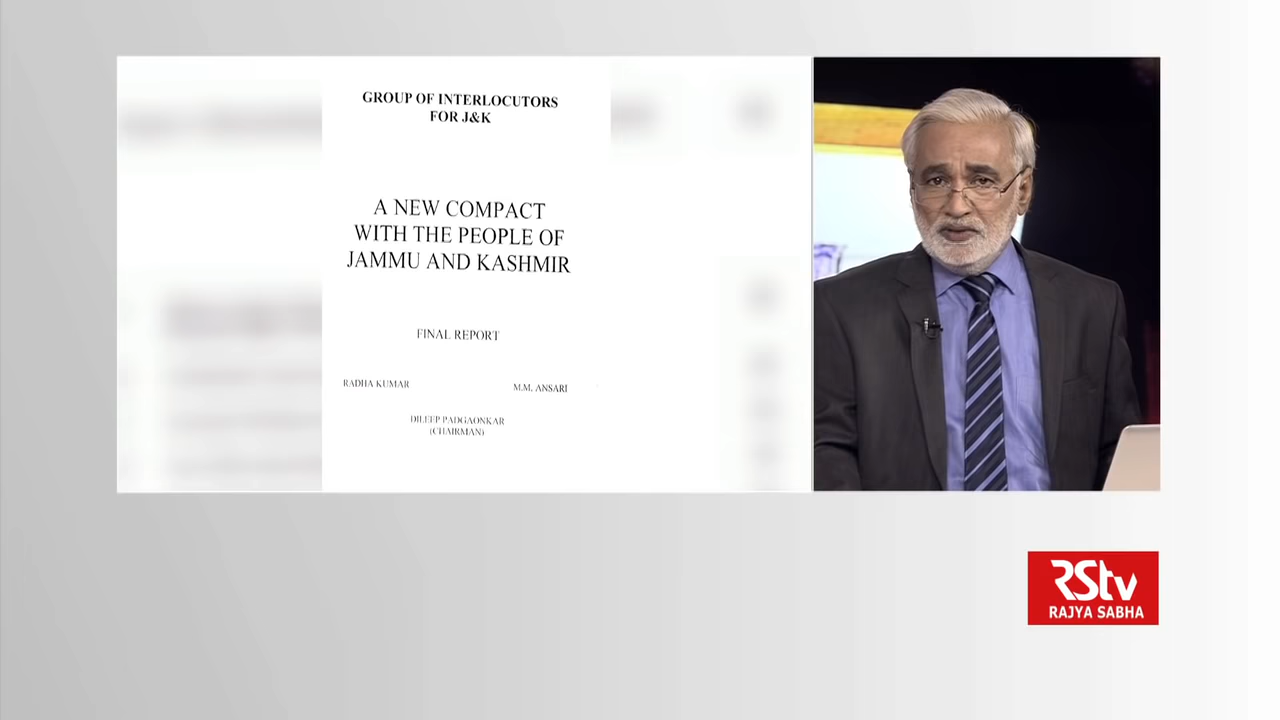 GROUP OF INTERLOCUTORS
FOR J&K
A NEW COMPACT
WITH THE PEOPLE OF
JAMMU AND KASHMIR
FINAL REPORT
RADHA KUMAR
M.M. ANSARI
DILEEP PADGAONKAR
(CHAIRMAN)
RSTV
RAJYA SABHA